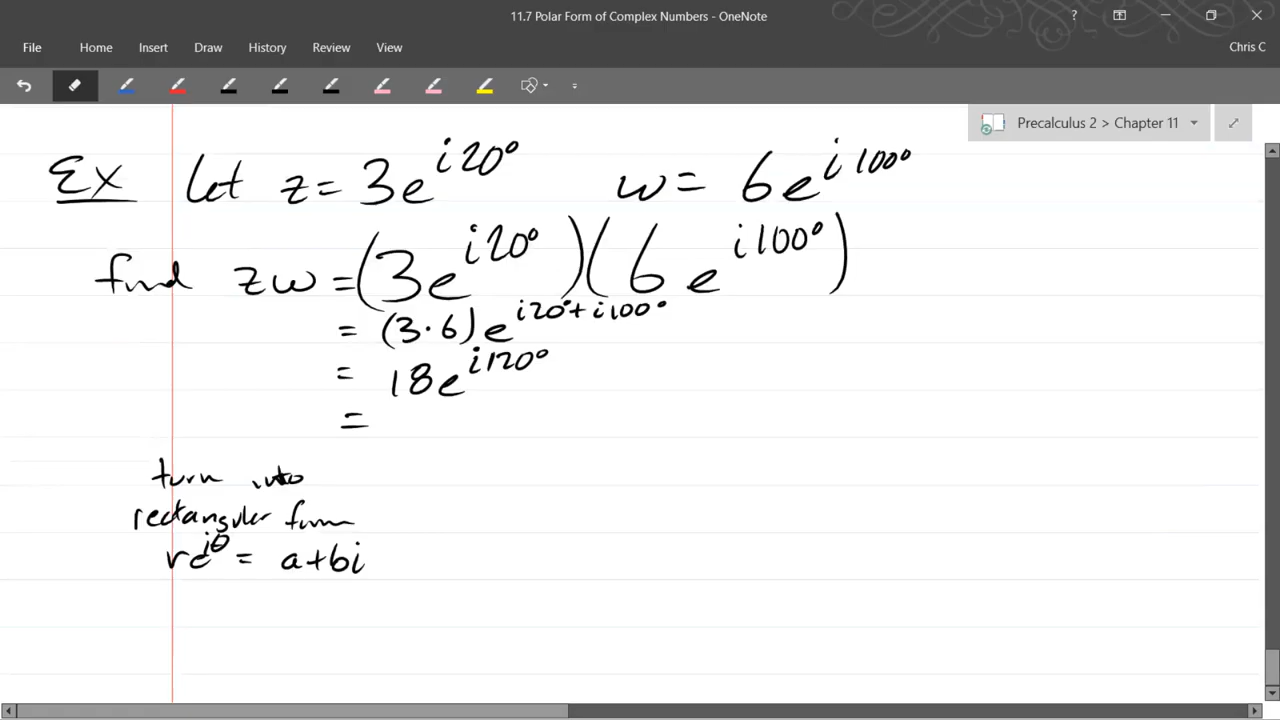 11.7 Polar Form of Complex Numbers - OneNote
?
File Home Insert Draw History Review View
Chris C
Precalculus 2 > Chapter 11
Ex let z = 3e^{i20°} w = 6e^{i100°}
find zw = (3e^{i20°})(6e^{i100°})
= (3·6)e^{i20°+i100°}
= 18e^{i120°}
=
turn into
rectangular form
re^{iθ} = a+bi